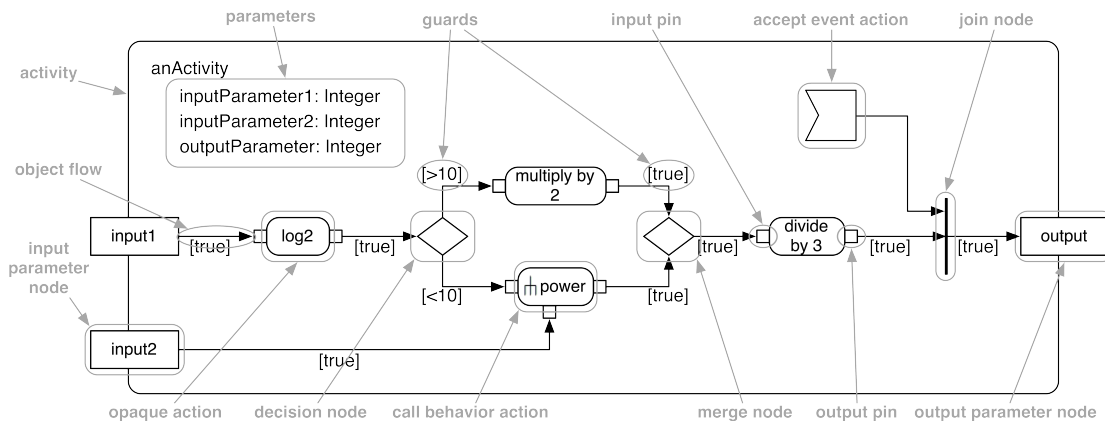 parameters
guards
input pin
accept event action
join node
activity
anActivity
inputParameter1: Integer
inputParameter2: Integer
outputParameter: Integer
object flow
[>10]
multiply by
2
[true]
input1
[true]
log2
[true]
[true]
divide
by 3
[true]
[true]
output
input
parameter
node
[<10]
power
[true]
input2
[true]
opaque action
decision node
call behavior action
merge node
output pin
output parameter node